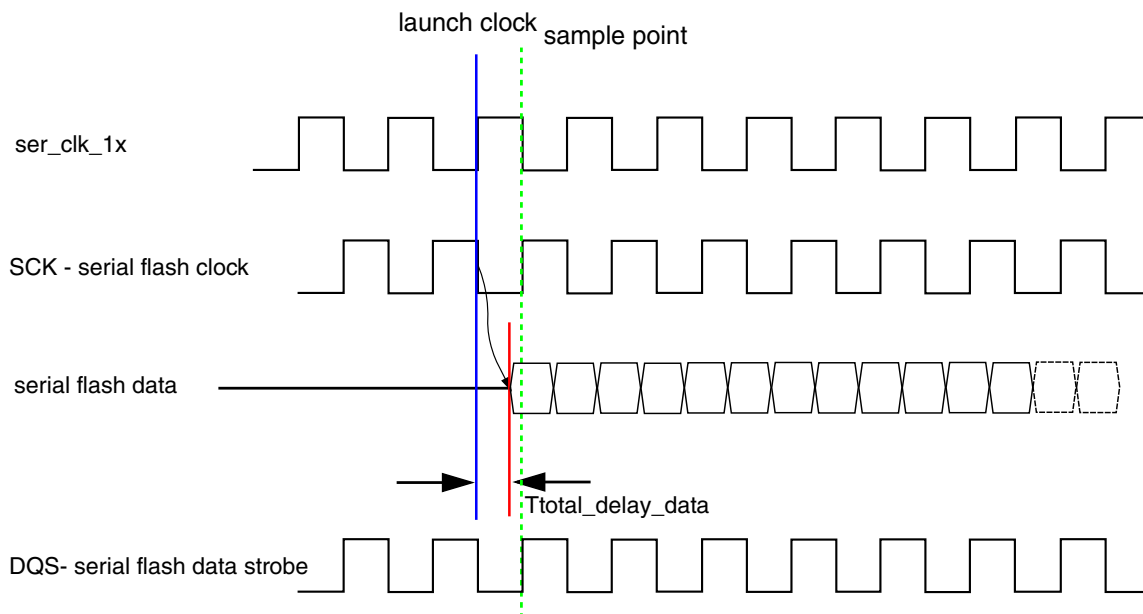 launch clock
sample point
ser_clk_1x
SCK - serial flash clock
serial flash data
Ttotal_delay_data
DQS- serial flash data strobe